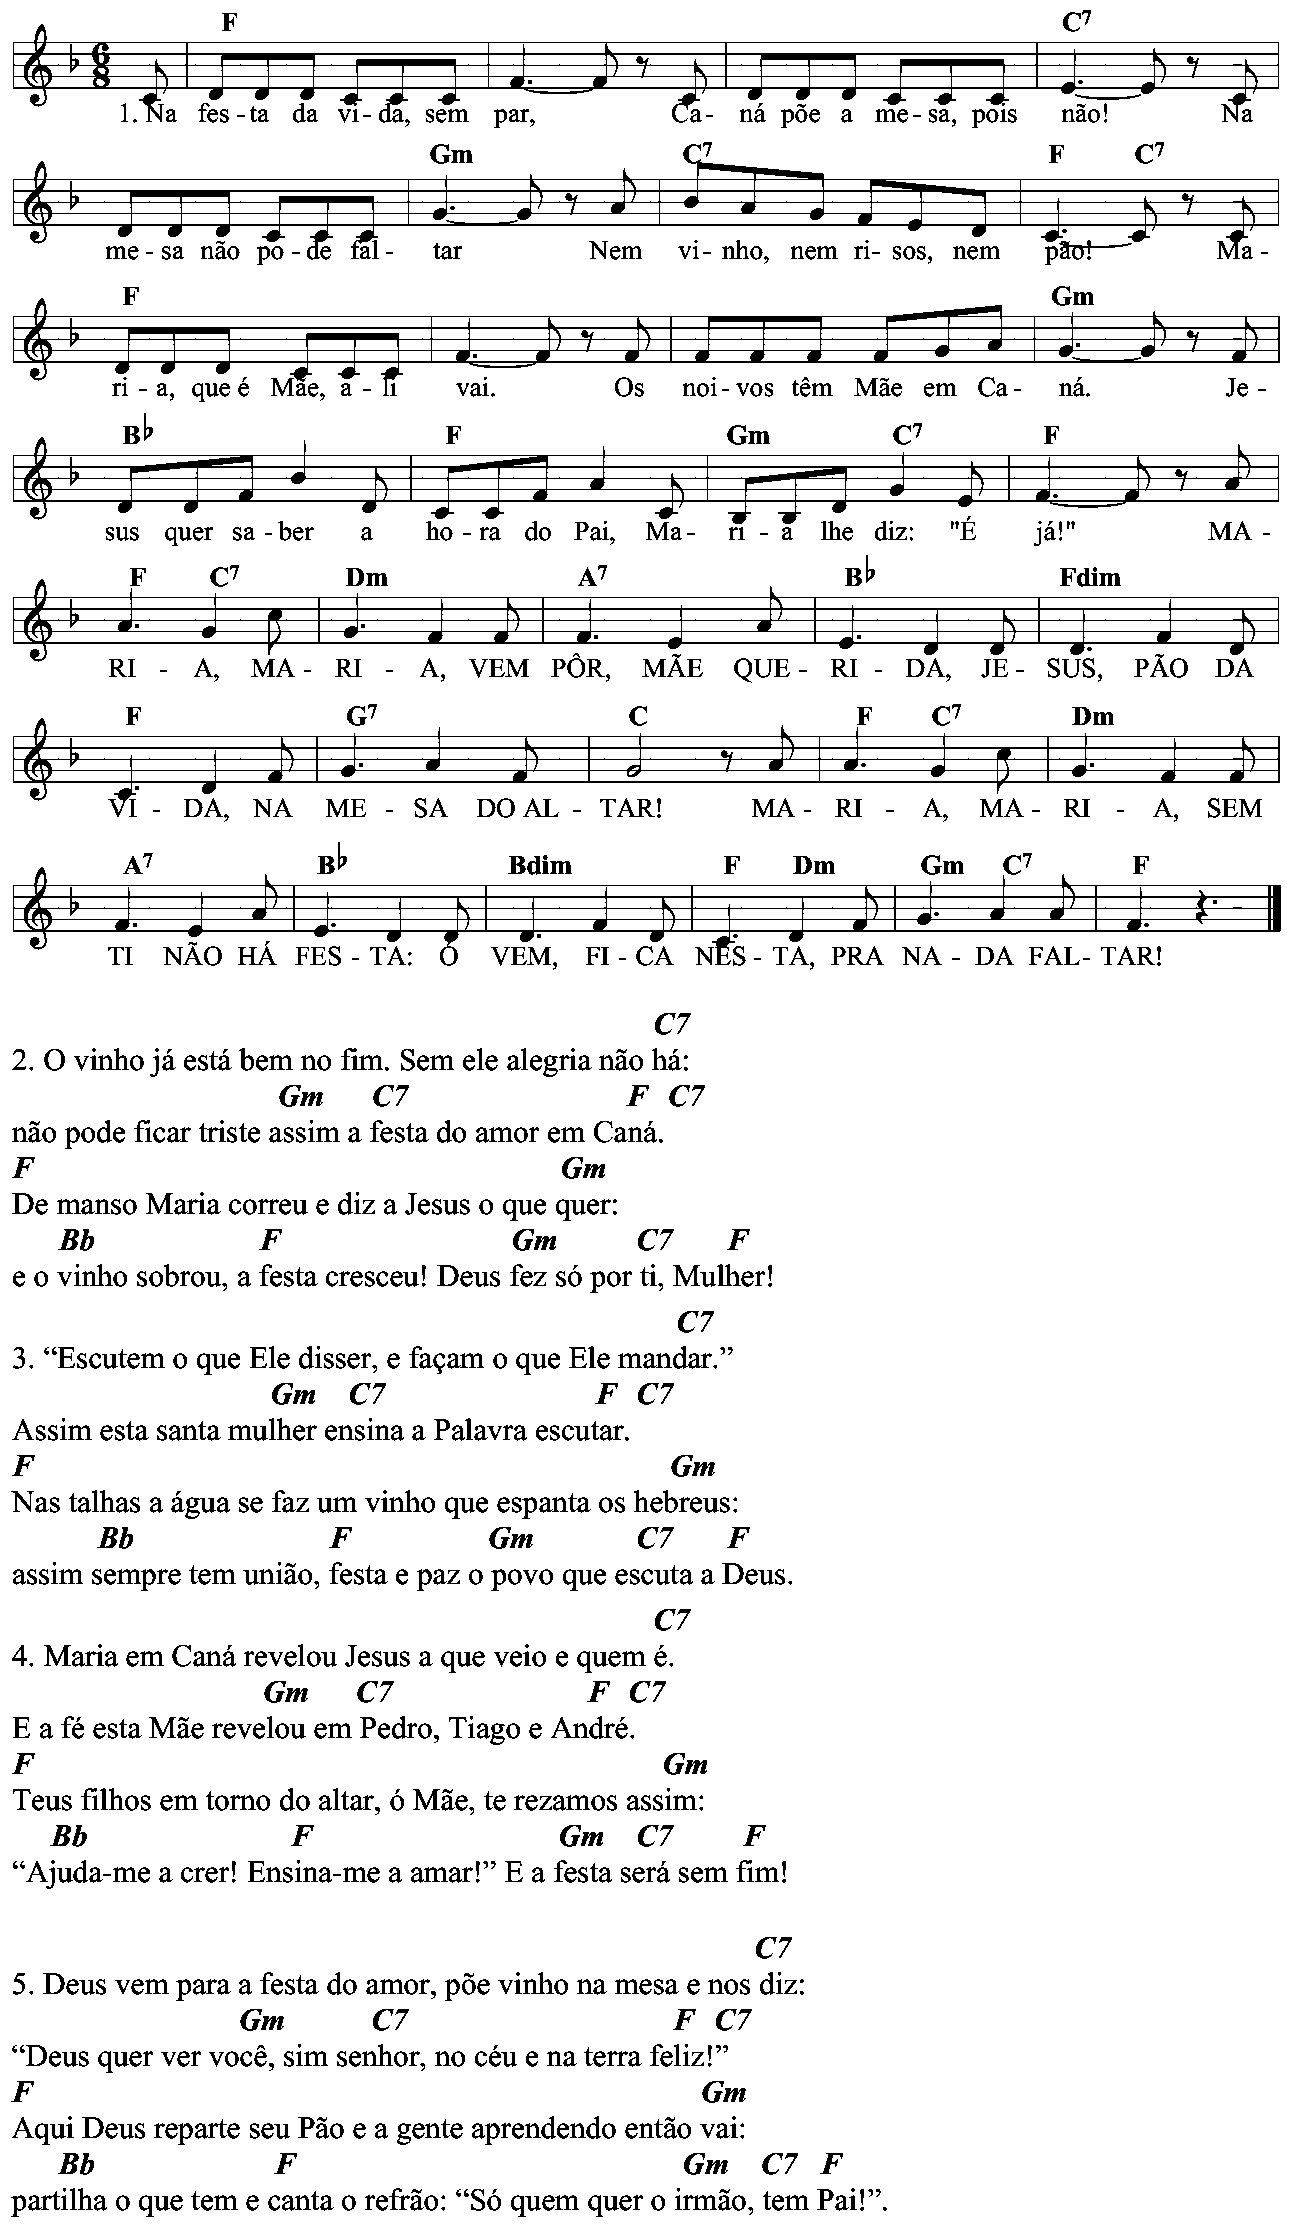 F C7
6
8
1. Na fes - ta da vi - da, sem par, Ca - ná põe a me - sa, pois não! Na
Gm C7 F C7
me - sa não po - de fal - tar Nem vi - nho, nem ri - sos, nem pão! Ma -
F Gm
ri - a, que é Mãe, a - li vai. Os noi - vos têm Mãe em Ca - ná. Je -
B♭ F Gm C7 F
sus quer sa - ber a ho - ra do Pai, Ma - ri - a lhe diz: "É já!" MA -
F C7 Dm A7 B♭ Fdim
RI - A, MA - RI - A, VEM PÔR, MÃE QUE - RI - DA, JE - SUS, PÃO DA
F G7 C F C7 Dm
VI - DA, NA ME - SA DO AL - TAR! MA - RI - A, MA - RI - A, SEM
A7 B♭ Bdim F Dm Gm C7 F
TI NÃO HÁ FES - TA: Ó VEM, FI - CA NES - TA, PRA NA - DA FAL - TAR!
C7
2. O vinho já está bem no fim. Sem ele alegria não há:
Gm C7 F C7
não pode ficar triste assim a festa do amor em Caná.
F Gm
De manso Maria correu e diz a Jesus o que quer:
Bb F Gm C7 F
e o vinho sobrou, a festa cresceu! Deus fez só por ti, Mulher!
C7
3. “Escutem o que Ele disser, e façam o que Ele mandar.”
Gm C7 F C7
Assim esta santa mulher ensina a Palavra escutar.
F Gm
Nas talhas a água se faz um vinho que espanta os hebreus:
Bb F Gm C7 F
assim sempre tem união, festa e paz o povo que escuta a Deus.
C7
4. Maria em Caná revelou Jesus a que veio e quem é.
Gm C7 F C7
E a fé esta Mãe revelou em Pedro, Tiago e André.
F Gm
Teus filhos em torno do altar, ó Mãe, te rezamos assim:
Bb F Gm C7 F
“Ajuda-me a crer! Ensina-me a amar!” E a festa será sem fim!
C7
5. Deus vem para a festa do amor, põe vinho na mesa e nos diz:
Gm C7 F C7
“Deus quer ver você, sim senhor, no céu e na terra feliz!”
F Gm
Aqui Deus reparte seu Pão e a gente aprendendo então vai:
Bb F Gm C7 F
partilha o que tem e canta o refrão: “Só quem quer o irmão, tem Pai!”.